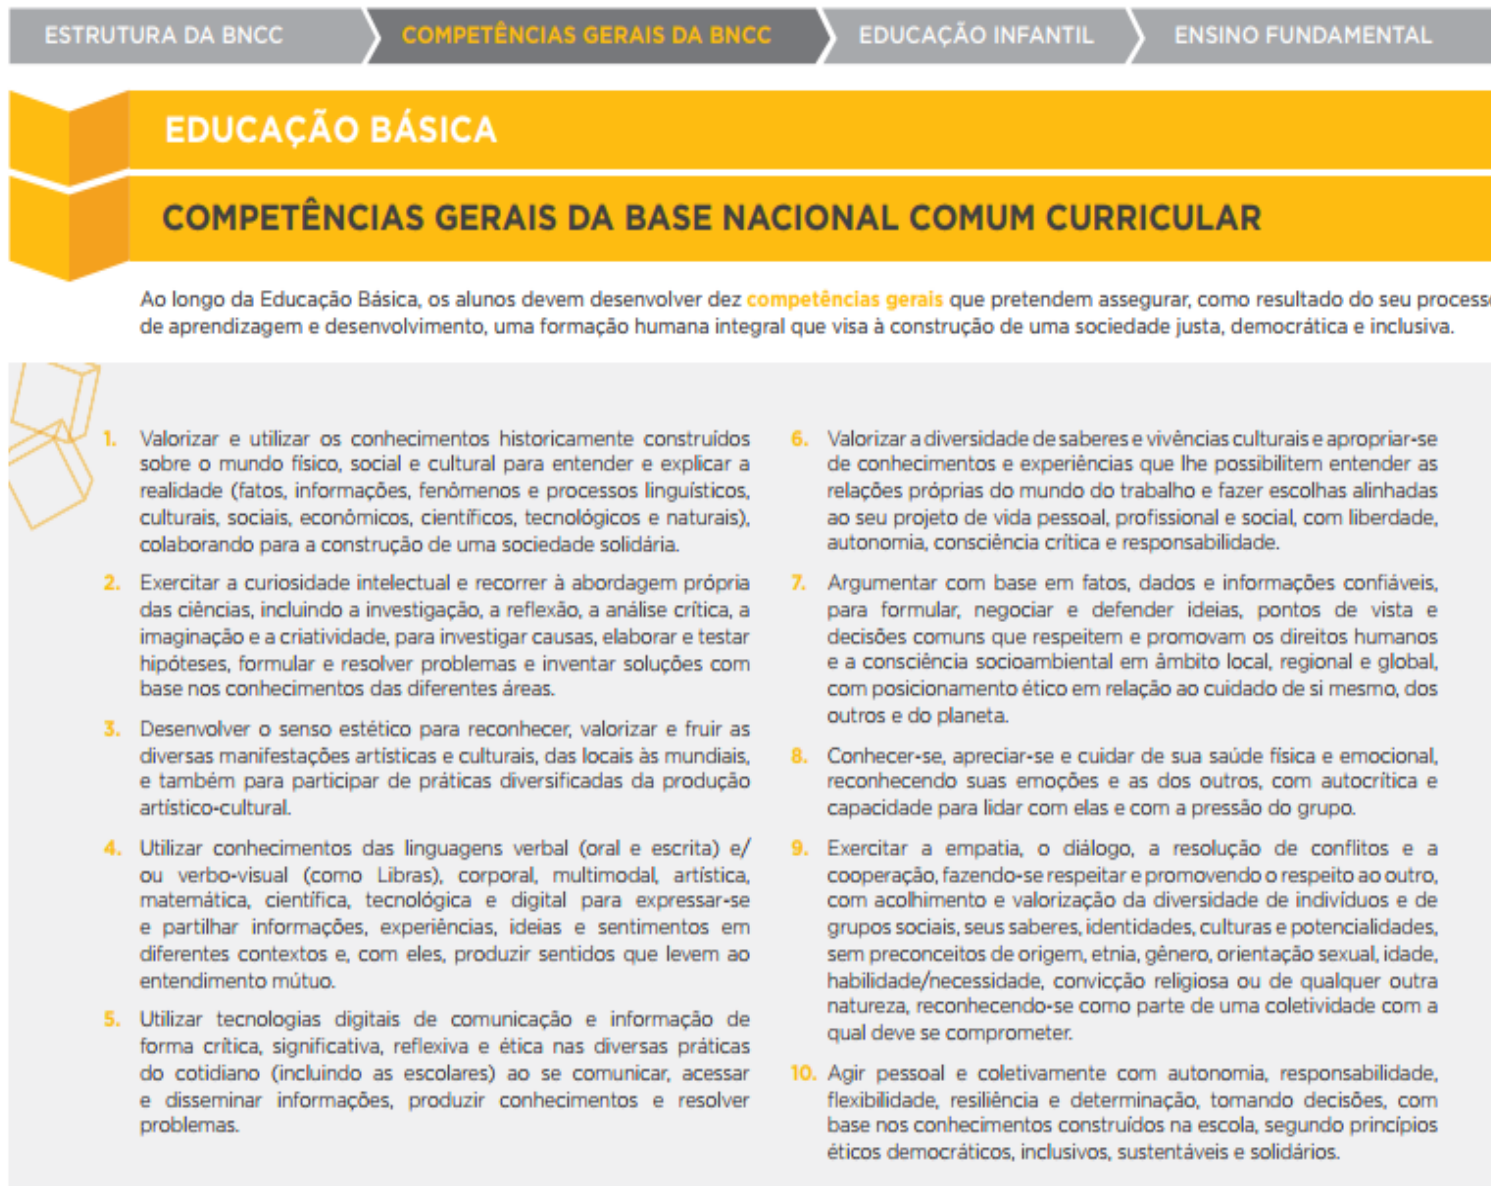 ESTRUTURA DA BNCC
COMPETÊNCIAS GERAIS DA BNCC
EDUCAÇÃO INFANTIL
ENSINO FUNDAMENTAL
EDUCAÇÃO BÁSICA
COMPETÊNCIAS GERAIS DA BASE NACIONAL COMUM CURRICULAR
Ao longo da Educação Básica, os alunos devem desenvolver dez competências gerais que pretendem assegurar, como resultado do seu processo
de aprendizagem e desenvolvimento, uma formação humana integral que visa à construção de uma sociedade justa, democrática e inclusiva.
1. Valorizar e utilizar os conhecimentos historicamente construídos
sobre o mundo físico, social e cultural para entender e explicar a
realidade (fatos, informações, fenômenos e processos linguísticos,
culturais, sociais, econômicos, científicos, tecnológicos e naturais),
colaborando para a construção de uma sociedade solidária.
2. Exercitar a curiosidade intelectual e recorrer à abordagem própria
das ciências, incluindo a investigação, a reflexão, a análise crítica, a
imaginação e a criatividade, para investigar causas, elaborar e testar
hipóteses, formular e resolver problemas e inventar soluções com
base nos conhecimentos das diferentes áreas.
3. Desenvolver o senso estético para reconhecer, valorizar e fruir as
diversas manifestações artísticas e culturais, das locais às mundiais,
e também para participar de práticas diversificadas da produção
artístico-cultural.
4. Utilizar conhecimentos das linguagens verbal (oral e escrita) e/
ou verbo-visual (como Libras), corporal, multimodal, artística,
matemática, científica, tecnológica e digital para expressar-se
e partilhar informações, experiências, ideias e sentimentos em
diferentes contextos e, com eles, produzir sentidos que levem ao
entendimento mútuo.
5. Utilizar tecnologias digitais de comunicação e informação de
forma crítica, significativa, reflexiva e ética nas diversas práticas
do cotidiano (incluindo as escolares) ao se comunicar, acessar
e disseminar informações, produzir conhecimentos e resolver
problemas.
6. Valorizar a diversidade de saberes e vivências culturais e apropriar-se
de conhecimentos e experiências que lhe possibilitem entender as
relações próprias do mundo do trabalho e fazer escolhas alinhadas
ao seu projeto de vida pessoal, profissional e social, com liberdade,
autonomia, consciência crítica e responsabilidade.
7. Argumentar com base em fatos, dados e informações confiáveis,
para formular, negociar e defender ideias, pontos de vista e
decisões comuns que respeitem e promovam os direitos humanos
e a consciência socioambiental em âmbito local, regional e global,
com posicionamento ético em relação ao cuidado de si mesmo, dos
outros e do planeta.
8. Conhecer-se, apreciar-se e cuidar de sua saúde física e emocional,
reconhecendo suas emoções e as dos outros, com autocrítica e
capacidade para lidar com elas e com a pressão do grupo.
9. Exercitar a empatia, o diálogo, a resolução de conflitos e a
cooperação, fazendo-se respeitar e promovendo o respeito ao outro,
com acolhimento e valorização da diversidade de indivíduos e de
grupos sociais, seus saberes, identidades, culturas e potencialidades,
sem preconceitos de origem, etnia, gênero, orientação sexual, idade,
habilidade/necessidade, convicção religiosa ou de qualquer outra
natureza, reconhecendo-se como parte de uma coletividade com a
qual deve se comprometer.
10. Agir pessoal e coletivamente com autonomia, responsabilidade,
flexibilidade, resiliência e determinação, tomando decisões, com
base nos conhecimentos construídos na escola, segundo princípios
éticos democráticos, inclusivos, sustentáveis e solidários.